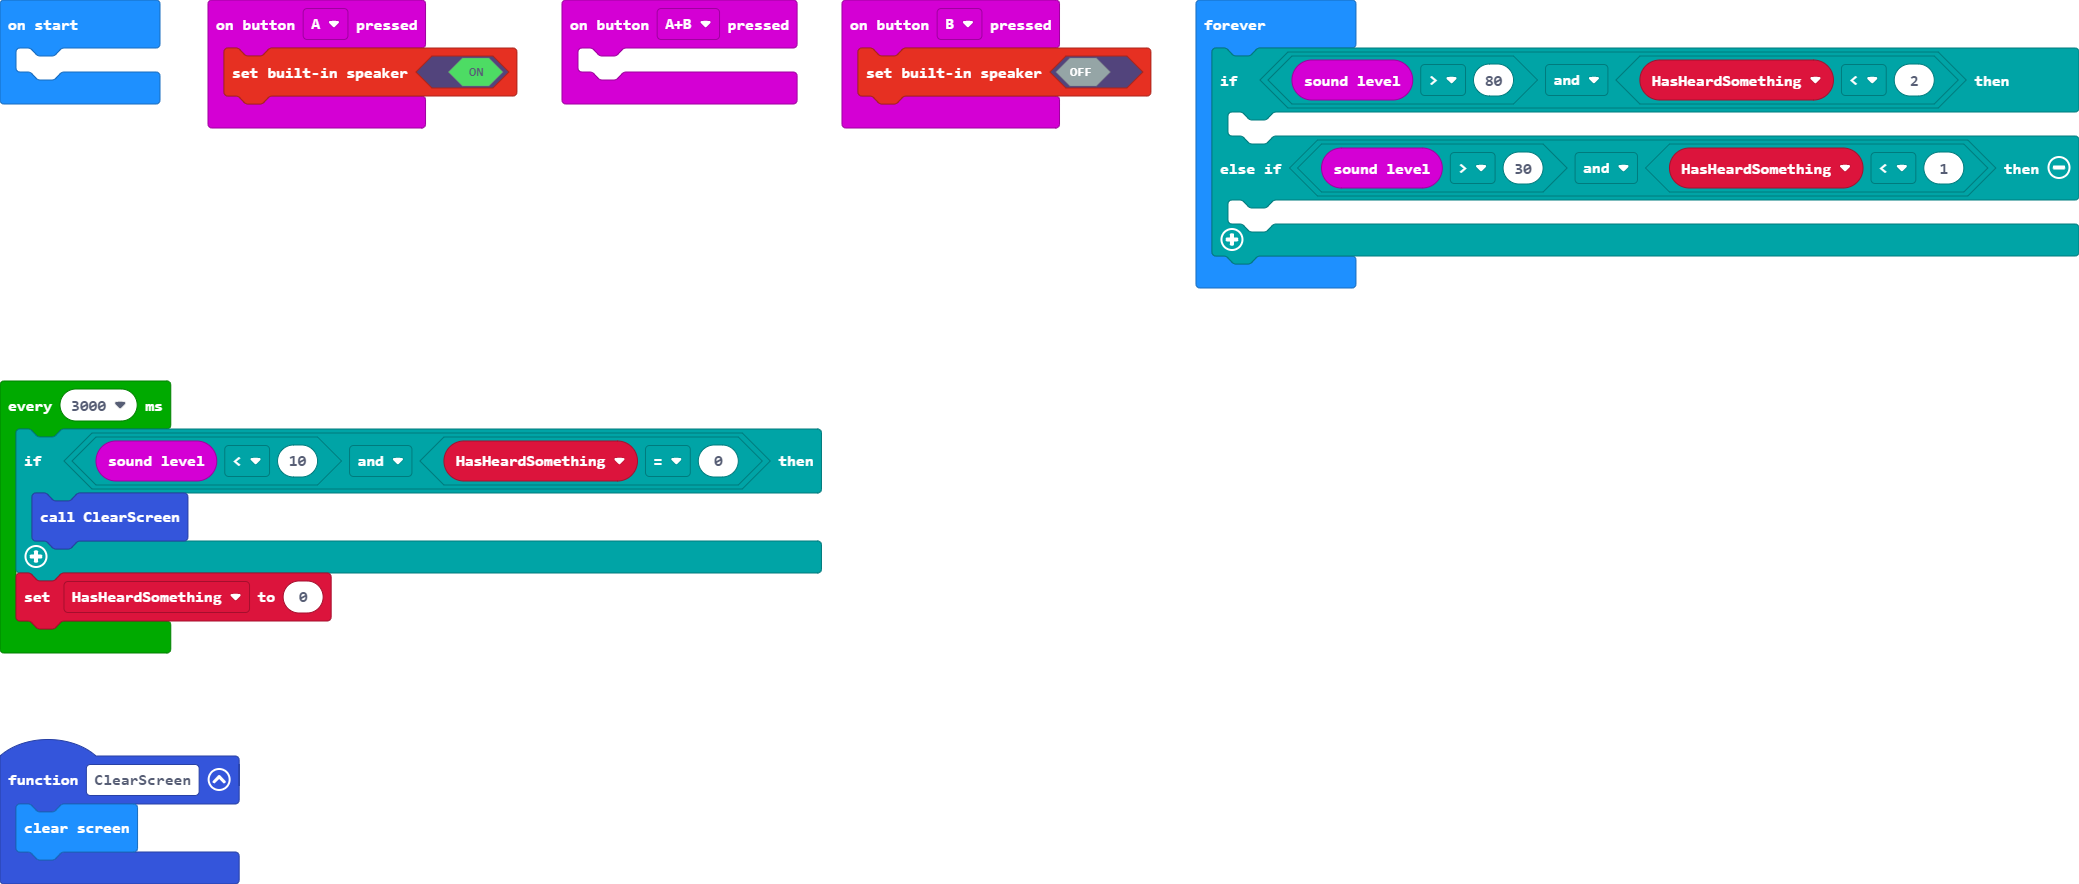 on start
on button A pressed
set built-in speaker ON
on button A+B pressed
on button B pressed
set built-in speaker OFF
forever
if sound level > 80 and HasHeardSomething < 2 then
else if sound level > 30 and HasHeardSomething < 1 then
every 3000 ms
if sound level < 10 and HasHeardSomething = 0 then
call ClearScreen
set HasHeardSomething to 0
function ClearScreen
clear screen